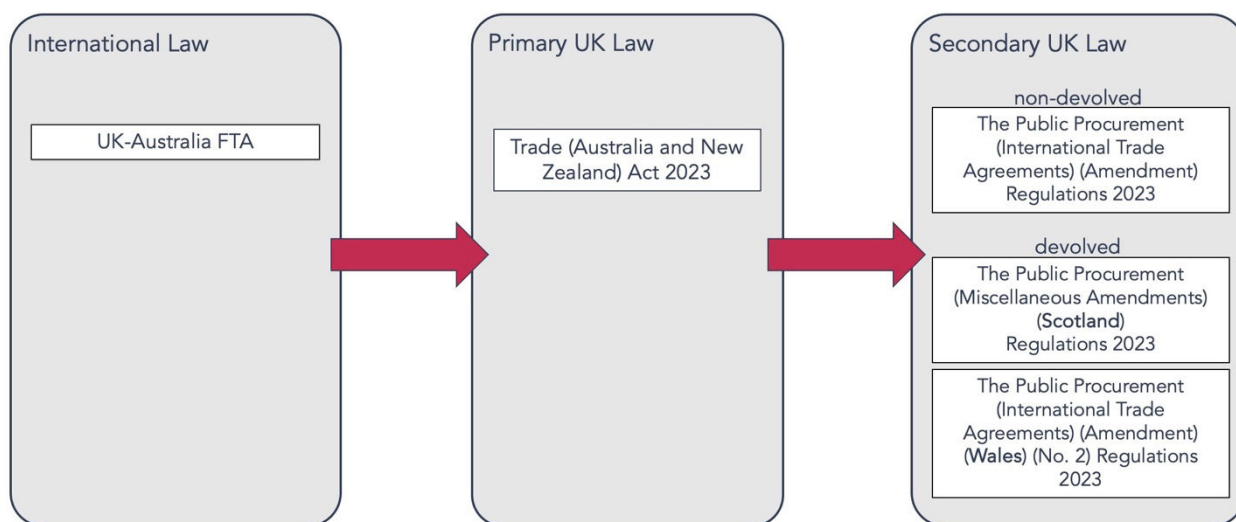 International Law
UK-Australia FTA
Primary UK Law
Trade (Australia and New
Zealand) Act 2023
Secondary UK Law
non-devolved
The Public Procurement
(International Trade
Agreements) (Amendment)
Regulations 2023
devolved
The Public Procurement
(Miscellaneous Amendments)
(Scotland)
Regulations 2023
The Public Procurement
(International Trade
Agreements) (Amendment)
(Wales) (No. 2) Regulations
2023